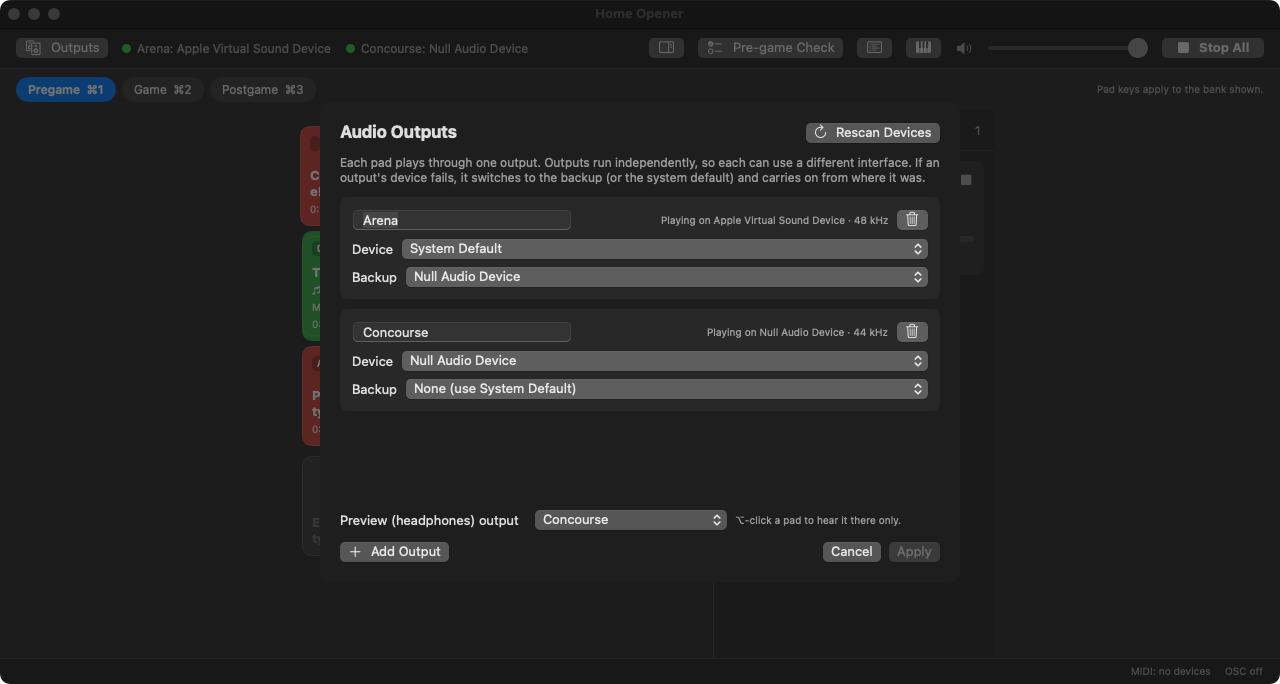 Home Opener
Outputs
Arena: Apple Virtual Sound Device
Concourse: Null Audio Device
Pre-game Check
Stop All
Pregame ⌘1
Game ⌘2
Postgame ⌘3
Pad keys apply to the bank shown.
Audio Outputs
Rescan Devices
1
Each pad plays through one output. Outputs run independently, so each can use a different interface. If an
output's device fails, it switches to the backup (or the system default) and carries on from where it was.
Arena
Playing on Apple Virtual Sound Device · 48 kHz
Device
System Default
Backup
Null Audio Device
Concourse
Playing on Null Audio Device · 44 kHz
Device
Null Audio Device
Backup
None (use System Default)
Preview (headphones) output
Concourse
⌥-click a pad to hear it there only.
+ Add Output
Cancel
Apply
MIDI: no devices
OSC off